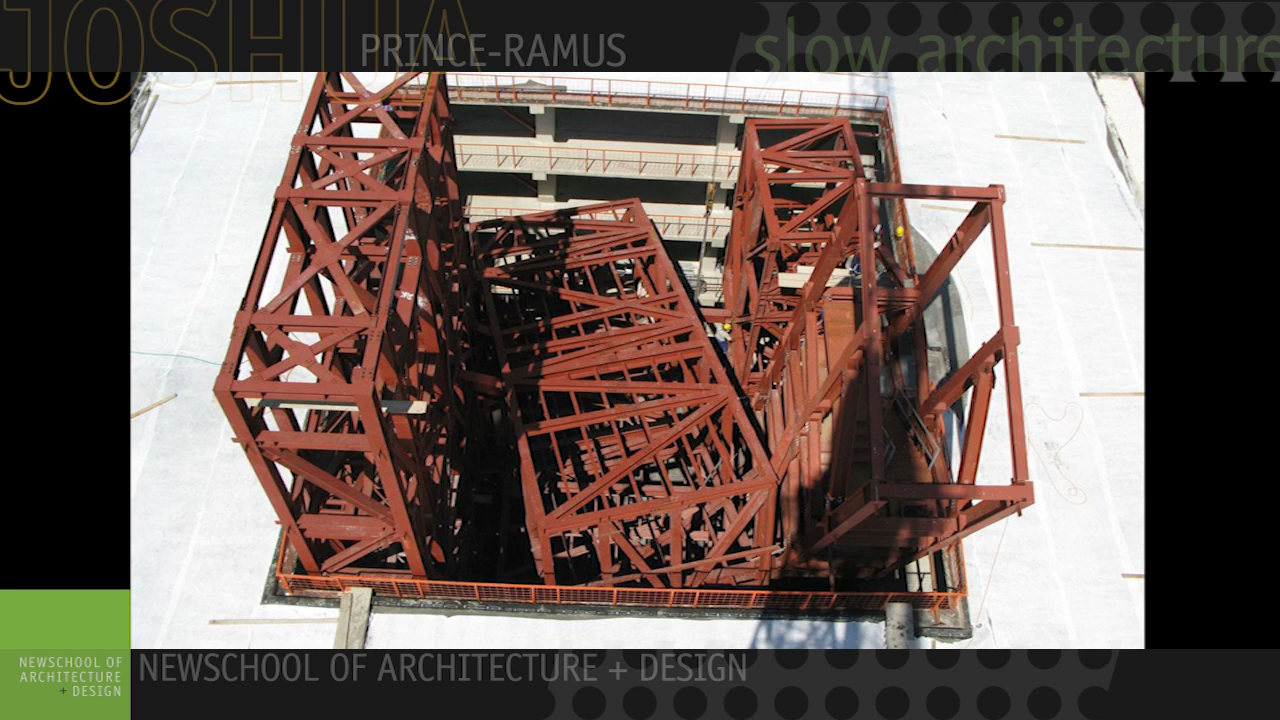 JOSHUA
PRINCE-RAMUS
slow architecture
NEWSCHOOL OF
ARCHITECTURE
+ DESIGN
NEWSCHOOL OF ARCHITECTURE + DESIGN